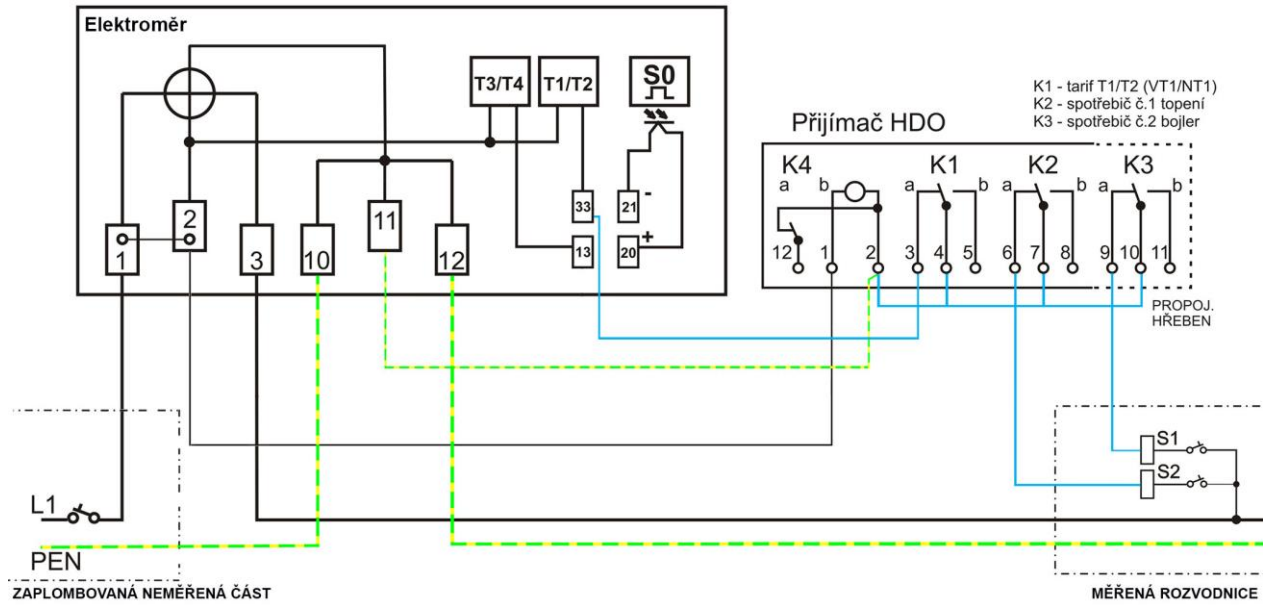 Elektroměr
T3/T4 T1/T2 S0
K1 - tarif T1/T2 (VT1/NT1)
K2 - spotřebič č.1 topení
K3 - spotřebič č.2 bojler
Přijímač HDO
K4 K1 K2 K3
a b a b a b a b
2 11 33 21 -
1 3 10 12 13 20 +
12 1 2 3 4 5 6 7 8 9 10 11
PROPOJ.
HŘEBEN
S1
S2
L1
PEN
ZAPLOMBOVANÁ NEMĚŘENÁ ČÁST
MĚŘENÁ ROZVODNICE